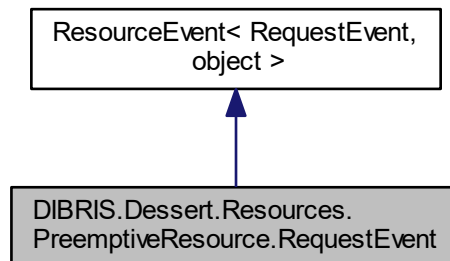 ResourceEvent< RequestEvent,
object >
DIBRIS.Dessert.Resources.
PreemptiveResource.RequestEvent